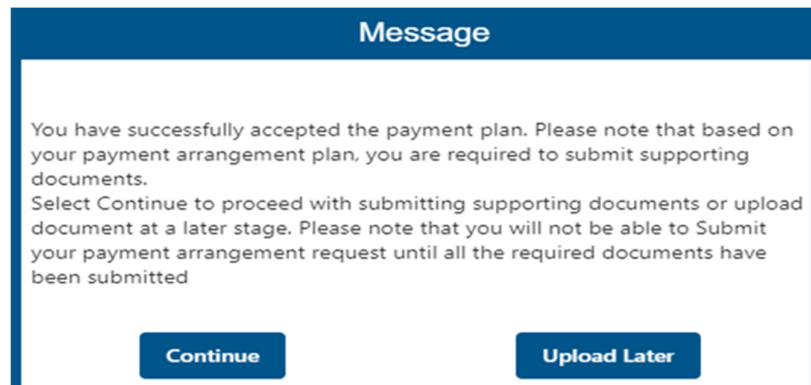 Message
You have successfully accepted the payment plan. Please note that based on
your payment arrangement plan, you are required to submit supporting
documents.
Select Continue to proceed with submitting supporting documents or upload
document at a later stage. Please note that you will not be able to Submit
your payment arrangement request until all the required documents have
been submitted
Continue
Upload Later